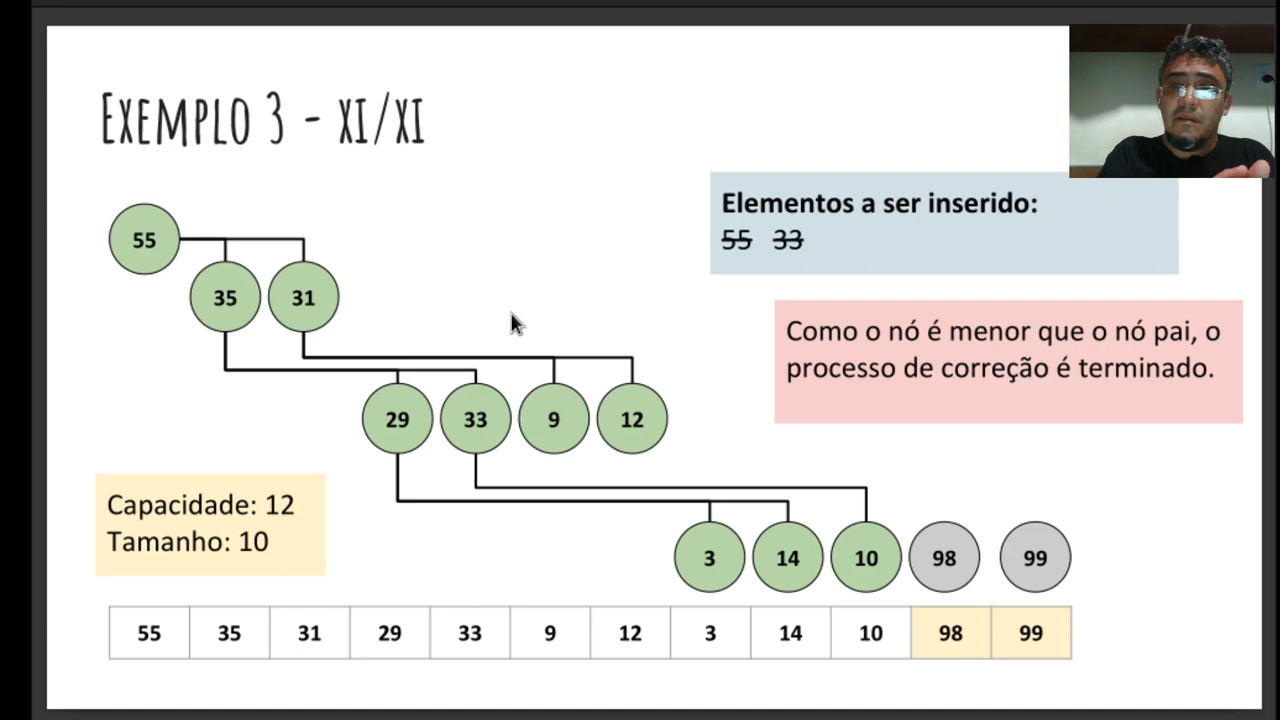 EXEMPLO 3 - XI/XI
Elementos a ser inserido:
55 33
Como o nó é menor que o nó pai, o
processo de correção é terminado.
55
35 31
29 33 9 12
Capacidade: 12
Tamanho: 10
3 14 10 98 99
55 35 31 29 33 9 12 3 14 10 98 99